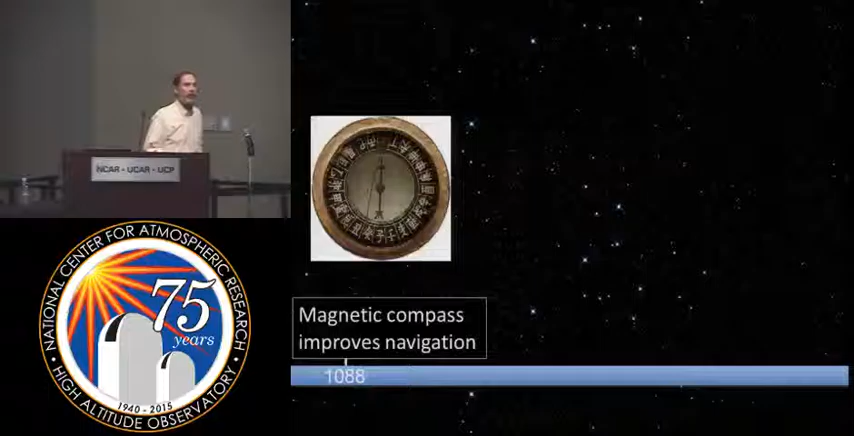 NCAR - UCAR - UCP
NATIONAL CENTER FOR ATMOSPHERIC RESEARCH
75
years
1940 - 2015
HIGH ALTITUDE OBSERVATORY
Magnetic compass
improves navigation
1088